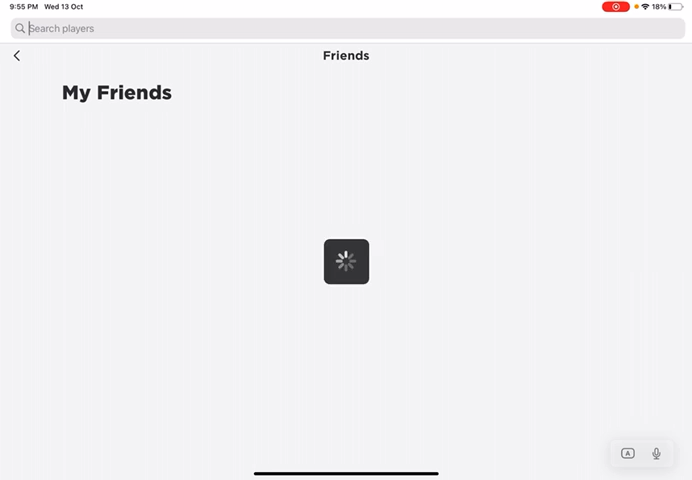 9:55 PM Wed 13 Oct 18%
Search players
Friends
My Friends
A